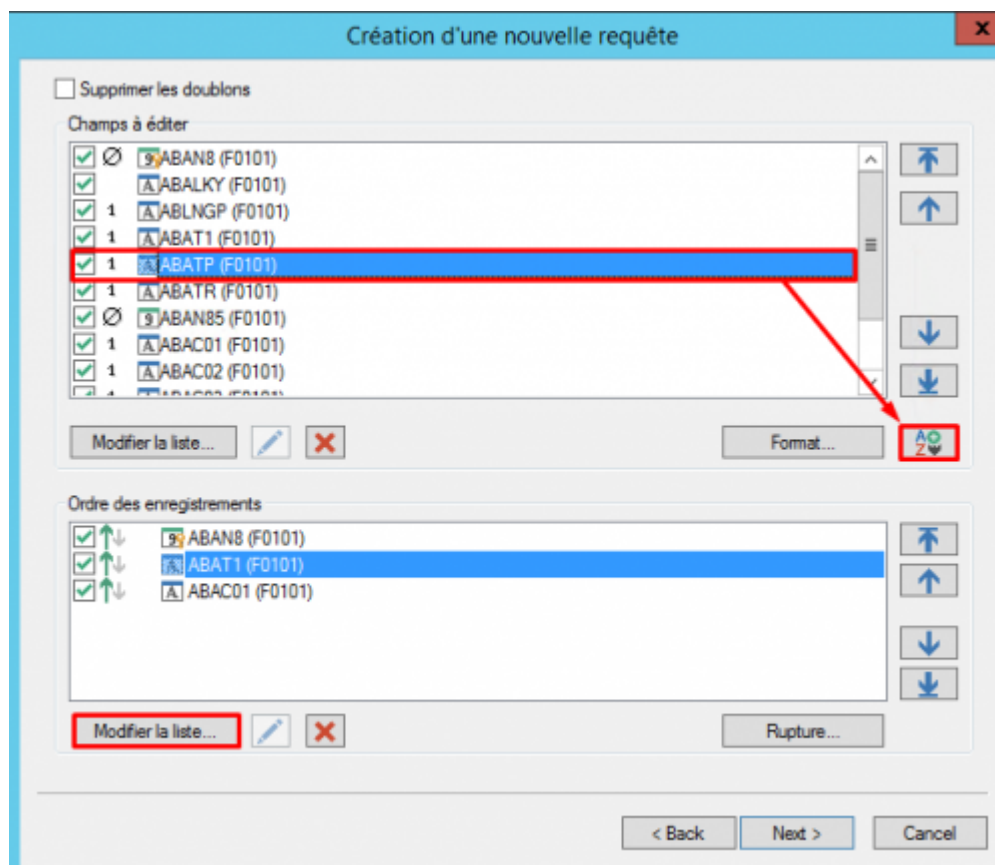 Création d'une nouvelle requête
x
Supprimer les doublons
Champs à éditer
ABAN8 (F0101)
ABALKY (F0101)
1 ABLNGP (F0101)
1 ABAT1 (F0101)
1 ABATP (F0101)
1 ABATR (F0101)
ABAN85 (F0101)
1 ABAC01 (F0101)
1 ABAC02 (F0101)
Modifier la liste...
Format...
Ordre des enregistrements
ABAN8 (F0101)
ABAT1 (F0101)
ABAC01 (F0101)
Modifier la liste...
Rupture...
< Back
Next >
Cancel